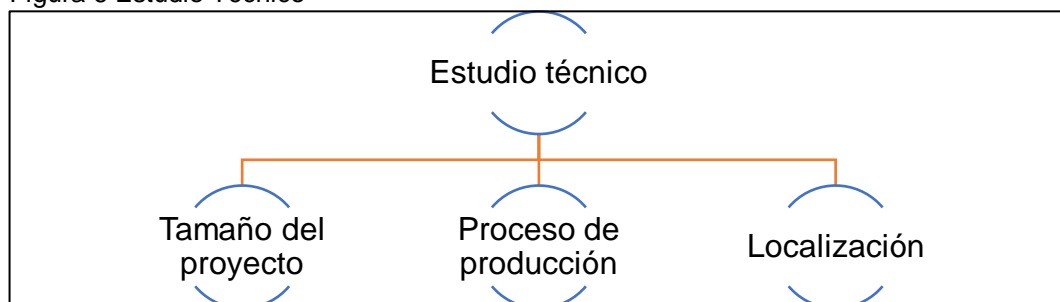 Estudio técnico
Tamaño del
proyecto
Proceso de
producción
Localización